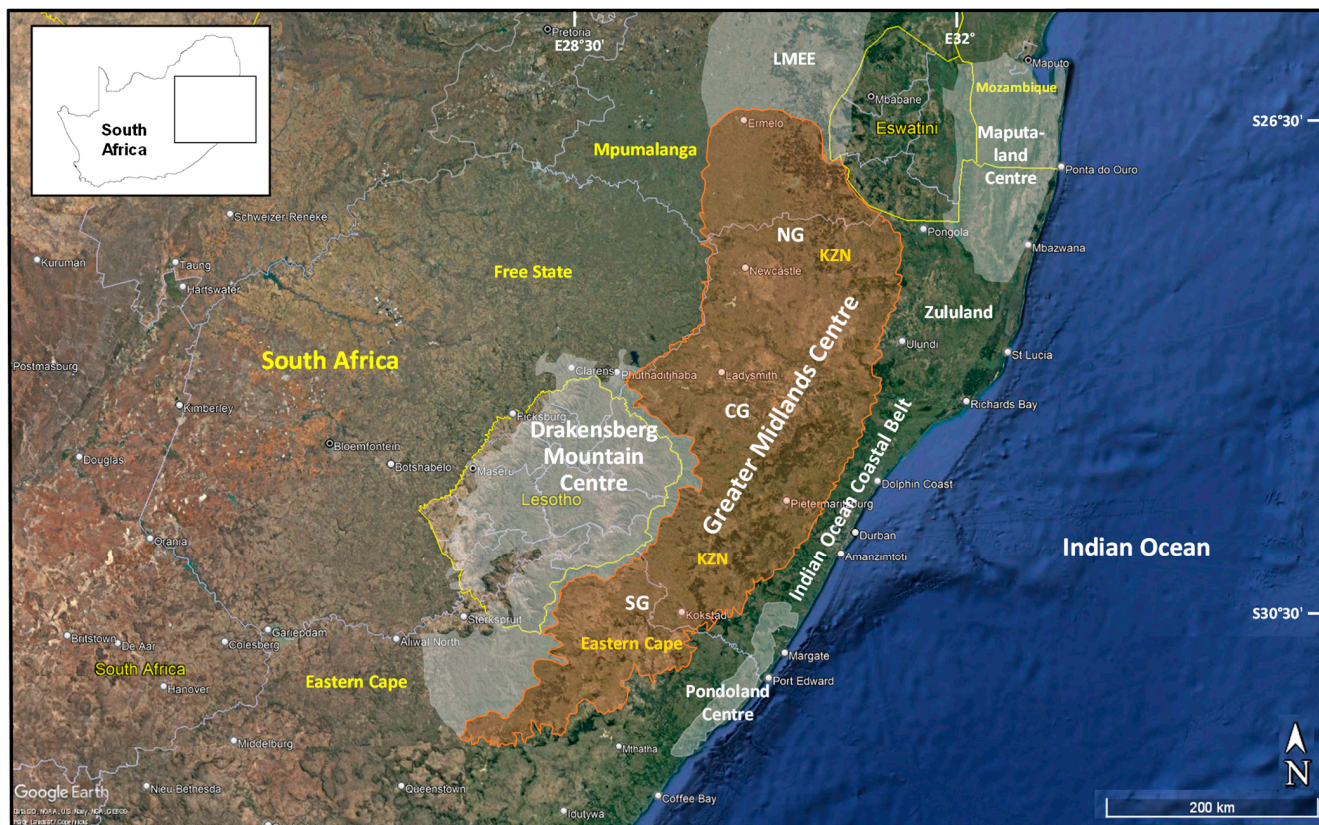 Pretoria
E28°30'
E32°
LMEE
Maputo
Mozambique
Mbabane
Eswatini
South
Africa
Ermelo
S26°30'
Mpumalanga
Maputa-
land
Centre
Ponta do Ouro
Schweizer-Reneke
Pongola
NG
KZN
Mbazwana
Kuruman
Taung
Newcastle
Free State
Hartswater
Zululand
Ulundi
South Africa
St Lucia
Postmasburg
Clarens
Phuthaditjhaba
Ladysmith
Greater Midlands Centre
Kimberley
Ficksburg
CG
Richards Bay
Drakensberg
Mountain
Centre
Bloemfontein
Douglas
Botshabelo
Maseru
Lesotho
Indian Ocean Coastal Belt
Dolphin Coast
Pietermaritzburg
Orania
Durban
Indian Ocean
Amanzimtoti
KZN
SG
Kokstad
S30°30'
Sterkspruit
Gariepdam
Britstown
De Aar
Colesberg
Aliwal North
Eastern Cape
Margate
South Africa
Eastern Cape
Port Edward
Hanover
Pondoland
Centre
Middelburg
Mthatha
N
Nieu-Bethesda
Queenstown
Coffee Bay
Google Earth
200 km
Idutywa